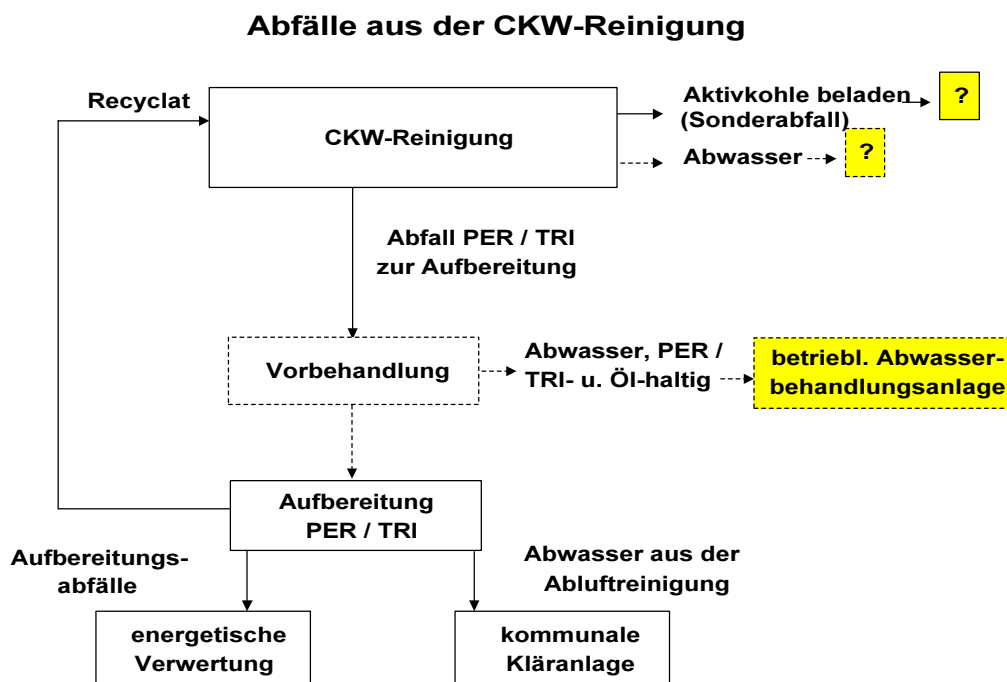 Abfälle aus der CKW-Reinigung
Recyclat
CKW-Reinigung
Aktivkohle beladen
(Sonderabfall)
?
Abwasser
?
Abfall PER / TRI
zur Aufbereitung
Vorbehandlung
Abwasser, PER /
TRI- u. Öl-haltig
betriebl. Abwasser-
behandlungsanlage
Aufbereitung
PER / TRI
Aufbereitungs-
abfälle
Abwasser aus der
Abluftreinigung
energetische
Verwertung
kommunale
Kläranlage